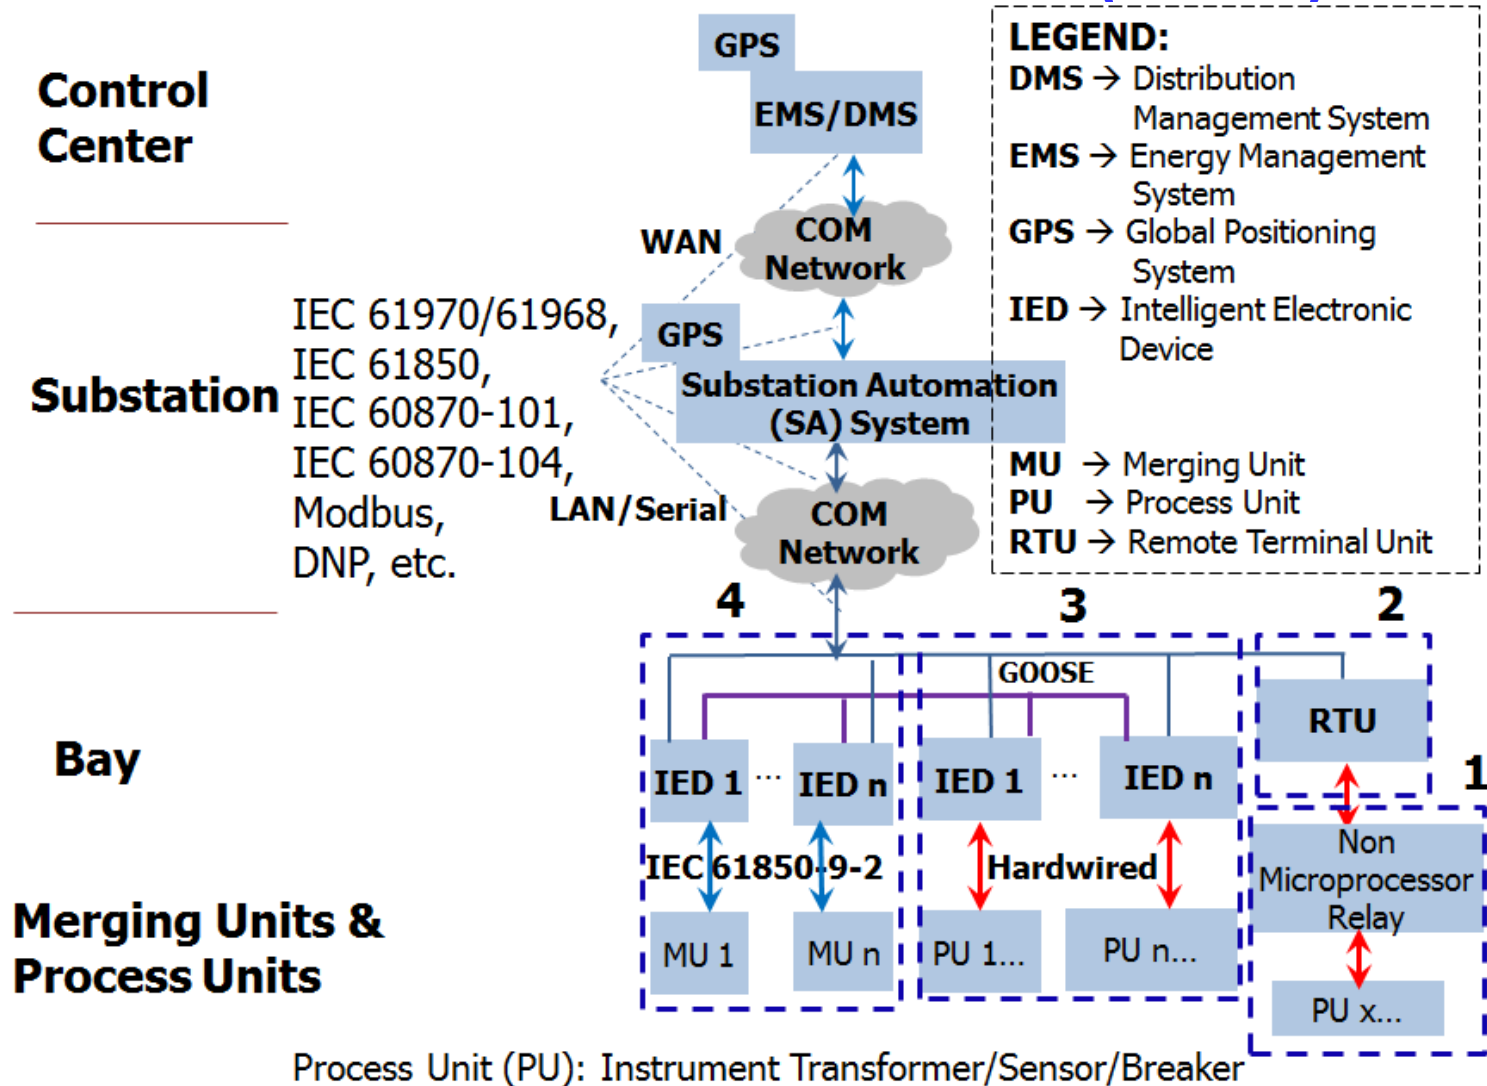 GPS
EMS/DMS
Control
Center
WAN
COM
Network
LEGEND:
DMS → Distribution
Management System
EMS → Energy Management
System
GPS → Global Positioning
System
IED → Intelligent Electronic
Device
MU → Merging Unit
PU → Process Unit
RTU → Remote Terminal Unit
Substation
IEC 61970/61968,
IEC 61850,
IEC 60870-101,
IEC 60870-104,
Modbus,
DNP, etc.
GPS
Substation Automation
(SA) System
LAN/Serial
COM
Network
4
3
2
1
GOOSE
Bay
IED 1
...
IED n
IED 1
...
IED n
RTU
IEC 61850-9-2
Hardwired
Non
Microprocessor
Relay
Merging Units &
Process Units
MU 1
MU n
PU 1...
PU n...
PU x...
Process Unit (PU): Instrument Transformer/Sensor/Breaker